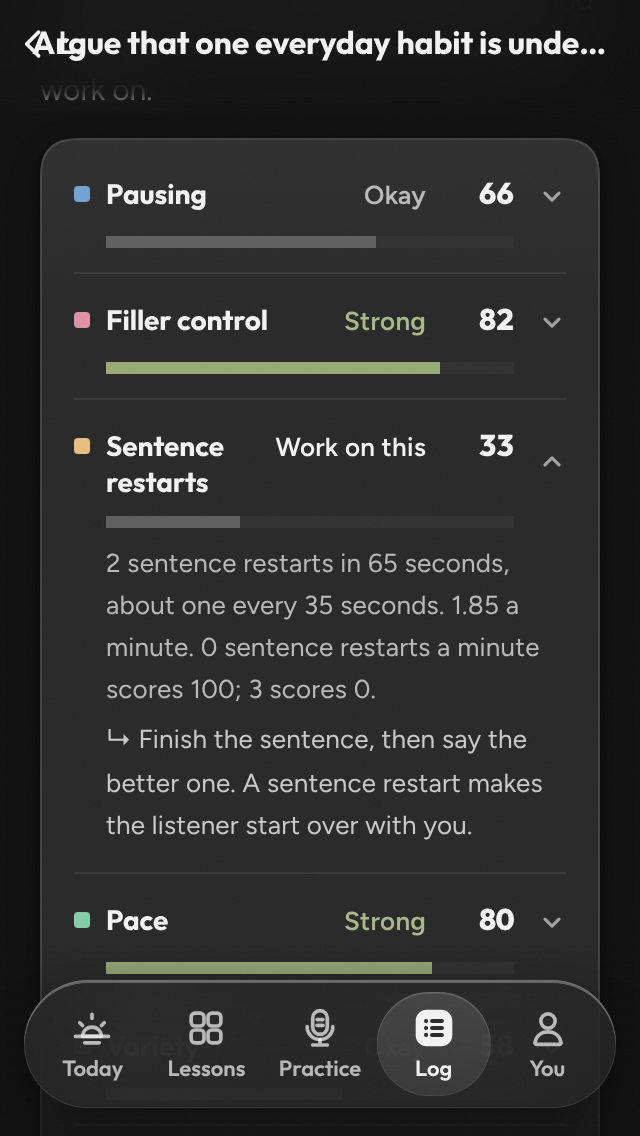 Argue that one everyday habit is unde...
work on.
Pausing Okay 66
Filler control Strong 82
Sentence restarts Work on this 33
2 sentence restarts in 65 seconds,
about one every 35 seconds. 1.85 a
minute. 0 sentence restarts a minute
scores 100; 3 scores 0.
↳ Finish the sentence, then say the
better one. A sentence restart makes
the listener start over with you.
Pace Strong 80
Variety Okay 58
Today Lessons Practice Log You